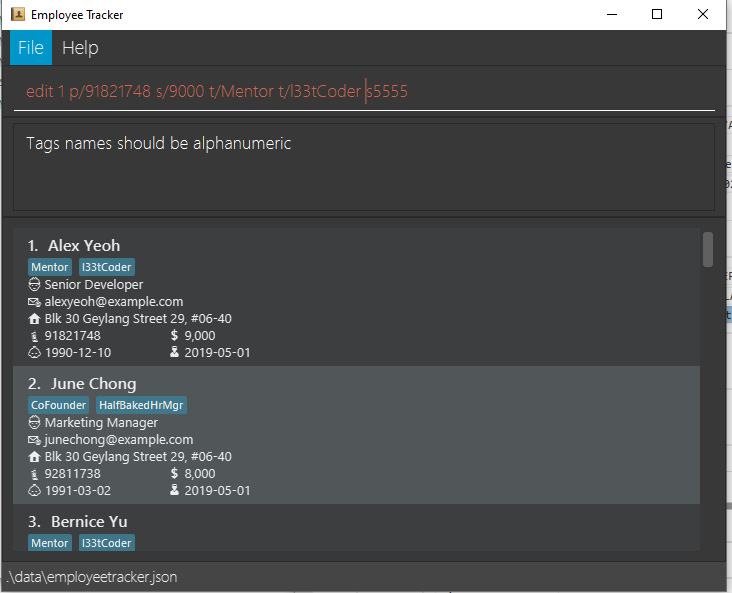 Employee Tracker
File Help
edit 1 p/91821748 s/9000 t/Mentor t/l33tCoder s5555
Tags names should be alphanumeric
1. Alex Yeoh
Mentor l33tCoder
Senior Developer
alexyeoh@example.com
Blk 30 Geylang Street 29, #06-40
91821748 $ 9,000
1990-12-10 2019-05-01
2. June Chong
CoFounder HalfBakedHrMgr
Marketing Manager
junechong@example.com
Blk 30 Geylang Street 29, #06-40
92811738 $ 8,000
1991-03-02 2019-05-01
3. Bernice Yu
Mentor l33tCoder
.\data\employeetracker.json